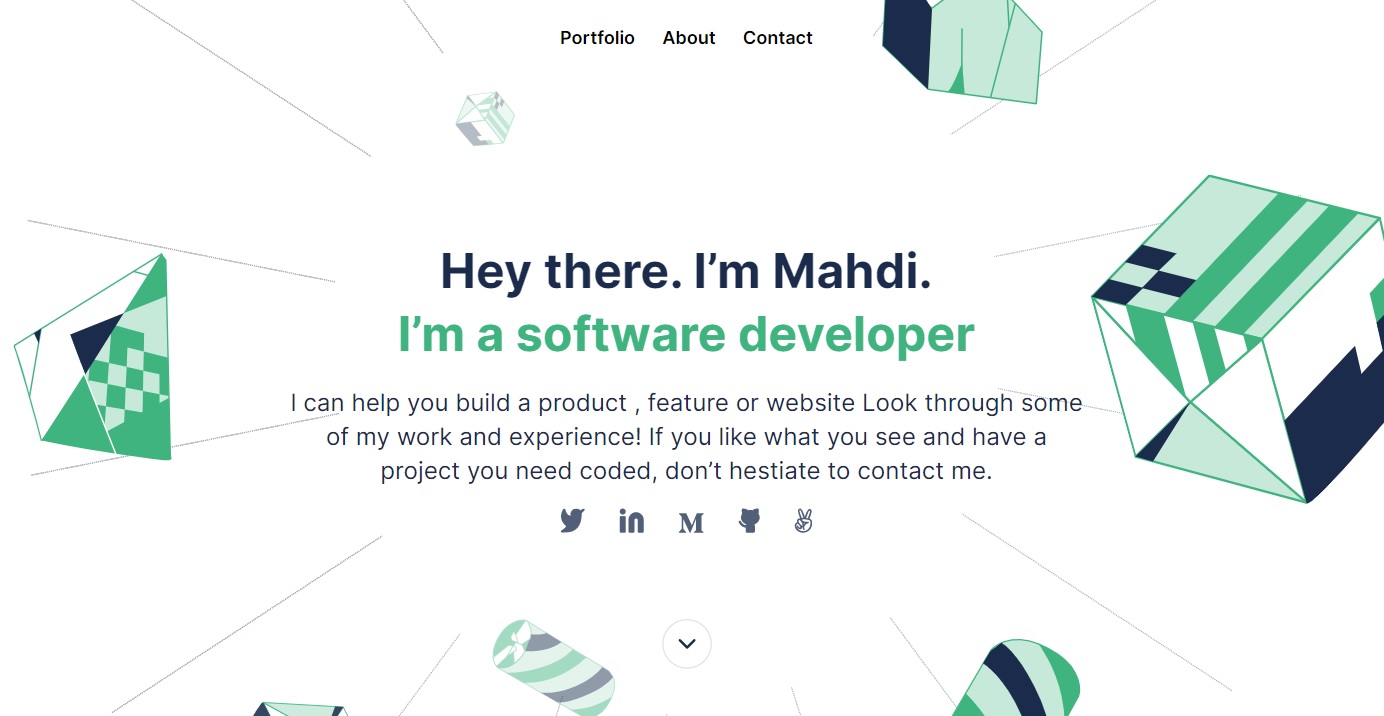 Portfolio About Contact
Hey there. I’m Mahdi.
I’m a software developer
I can help you build a product , feature or website Look through some
of my work and experience! If you like what you see and have a
project you need coded, don’t hestiate to contact me.